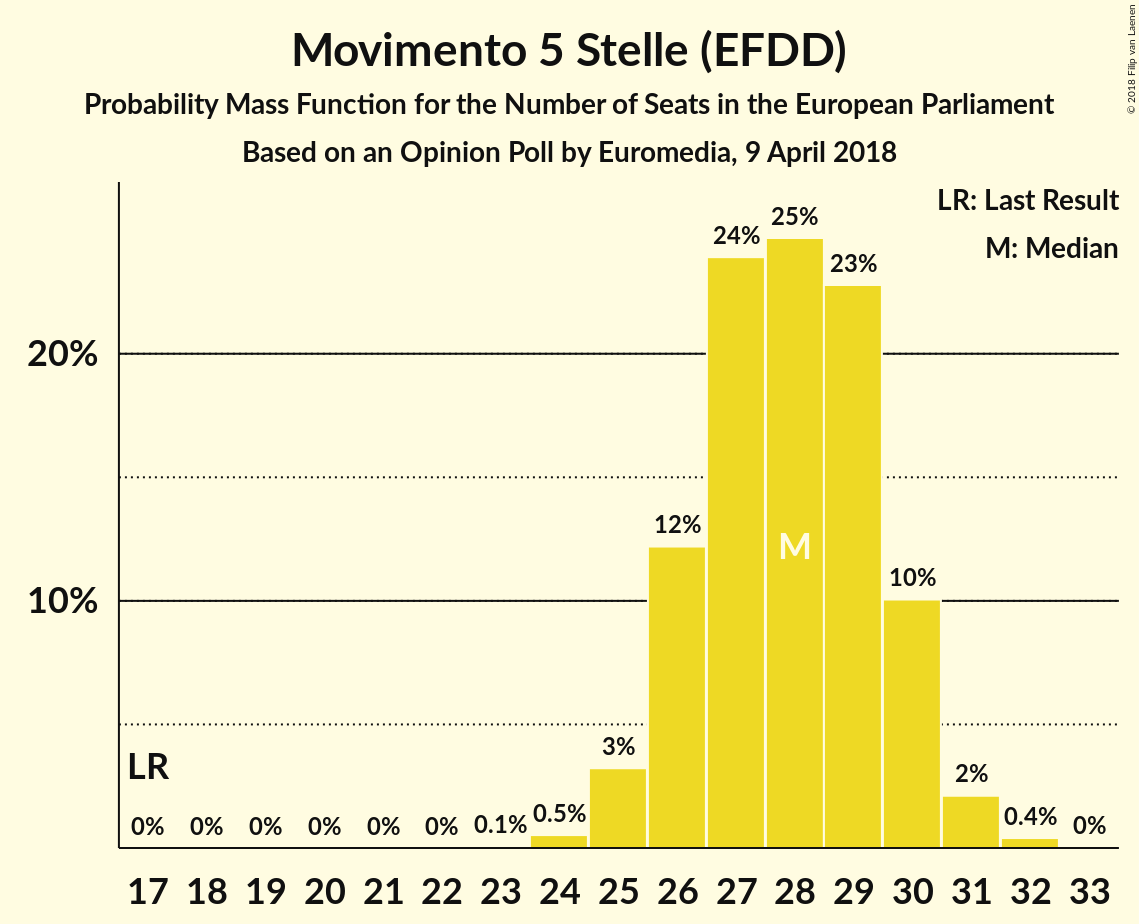 Movimento 5 Stelle (EFDD)
Probability Mass Function for the Number of Seats in the European Parliament
Based on an Opinion Poll by Euromedia, 9 April 2018
© 2018 Filip van Laenen
LR: Last Result
M: Median
20%
10%
LR
M
0% 0% 0% 0% 0% 0% 0.1% 0.5% 3% 12% 24% 25% 23% 10% 2% 0.4% 0%
17 18 19 20 21 22 23 24 25 26 27 28 29 30 31 32 33